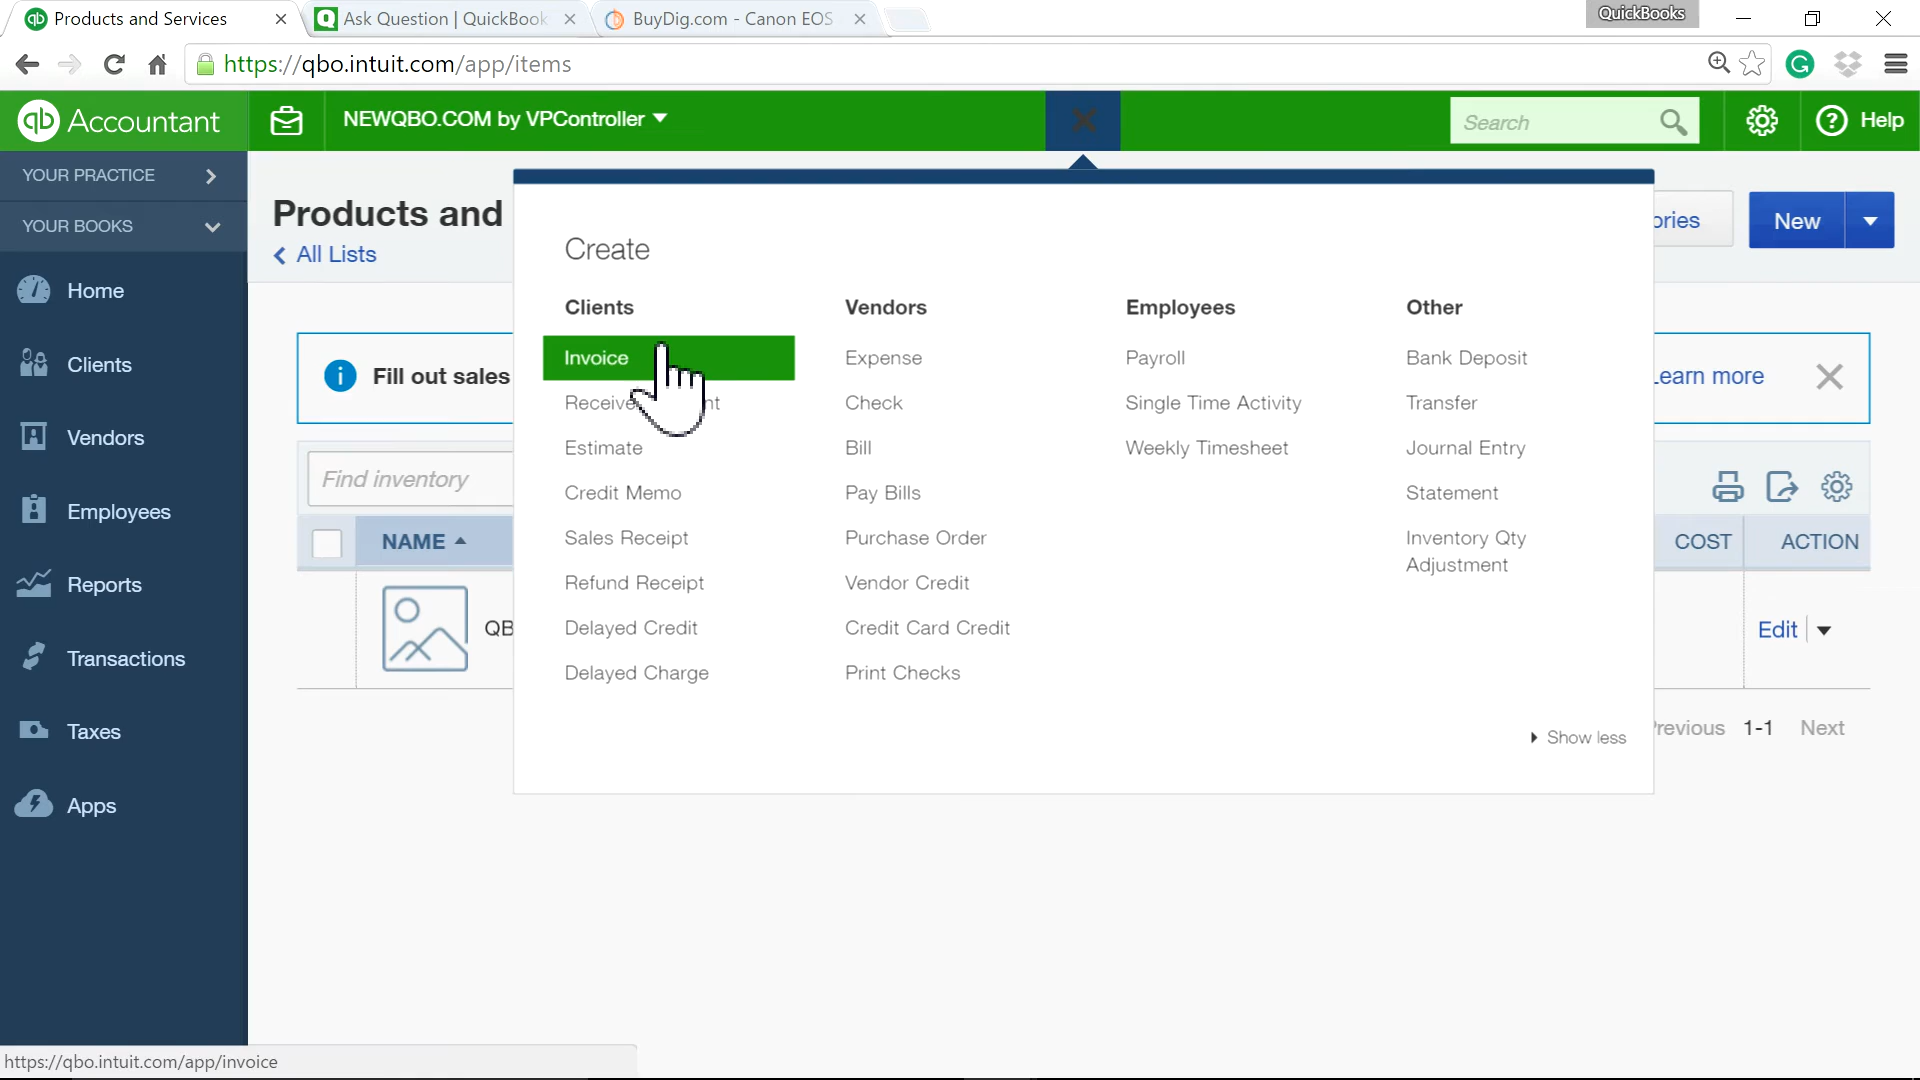 Products and Services
Ask Question | QuickBook
BuyDig.com - Canon EOS
QuickBooks
https://qbo.intuit.com/app/items
qb Accountant
NEWQBO.COM by VPController
Search
Help
YOUR PRACTICE
YOUR BOOKS
Home
Clients
Vendors
Employees
Reports
Transactions
Taxes
Apps
Products and
All Lists
New
Fill out sales
Learn more
Find inventory
NAME
COST
ACTION
QB
Edit
Previous 1-1 Next
Create
Clients
Invoice
Estimate
Credit Memo
Sales Receipt
Refund Receipt
Delayed Credit
Delayed Charge
Vendors
Expense
Check
Bill
Pay Bills
Purchase Order
Vendor Credit
Credit Card Credit
Print Checks
Employees
Payroll
Single Time Activity
Weekly Timesheet
Other
Bank Deposit
Transfer
Journal Entry
Statement
Inventory Qty
Adjustment
Show less
https://qbo.intuit.com/app/invoice